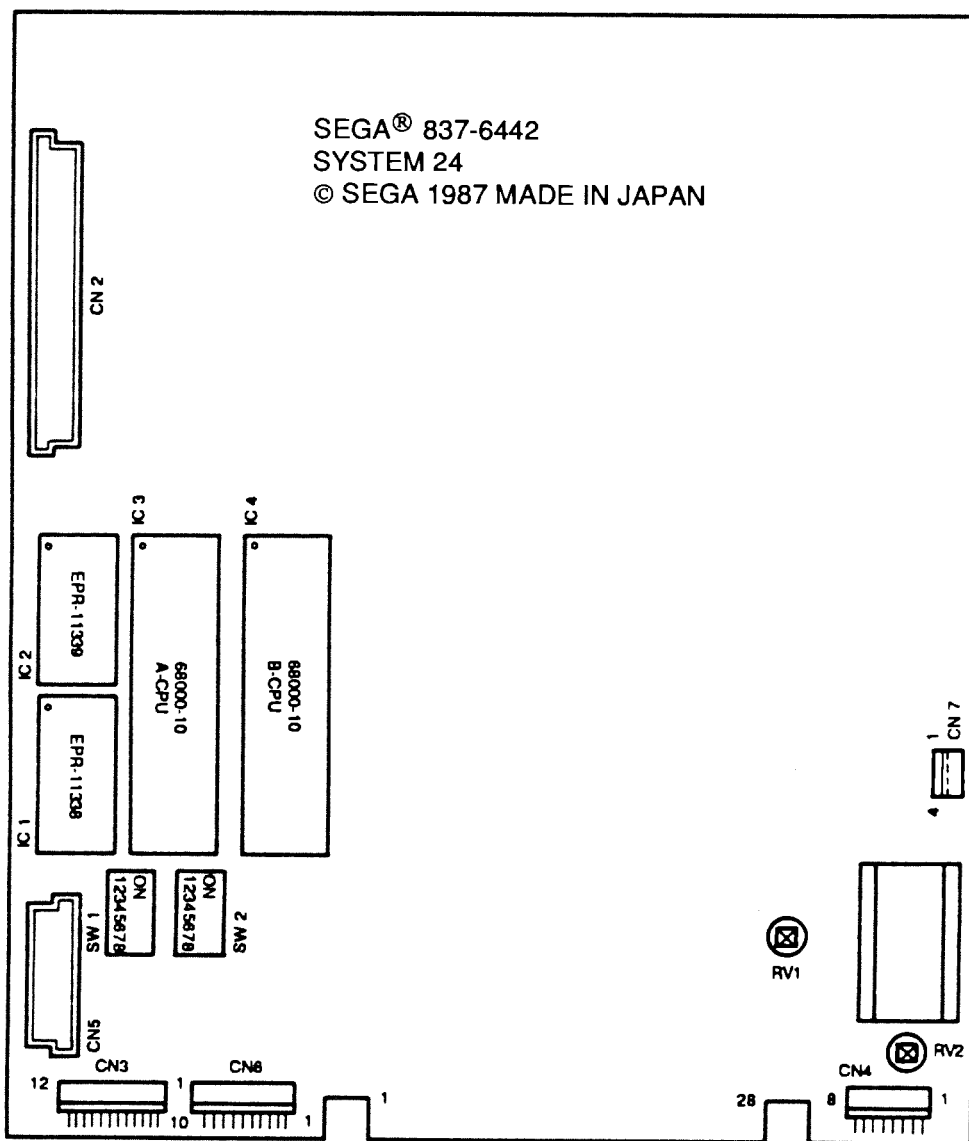 SEGA® 837-6442
SYSTEM 24
© SEGA 1987 MADE IN JAPAN
CN 2
IC 3
IC 4
EPR-11339
IC 2
68000-10
A-CPU
68000-10
B-CPU
EPR-11338
IC 1
1
CN 7
4
ON
12345678
SW 1
ON
12345678
SW 2
CN5
RV1
RV2
CN3
12
1
CN6
10
1
1
28
CN4
8
1